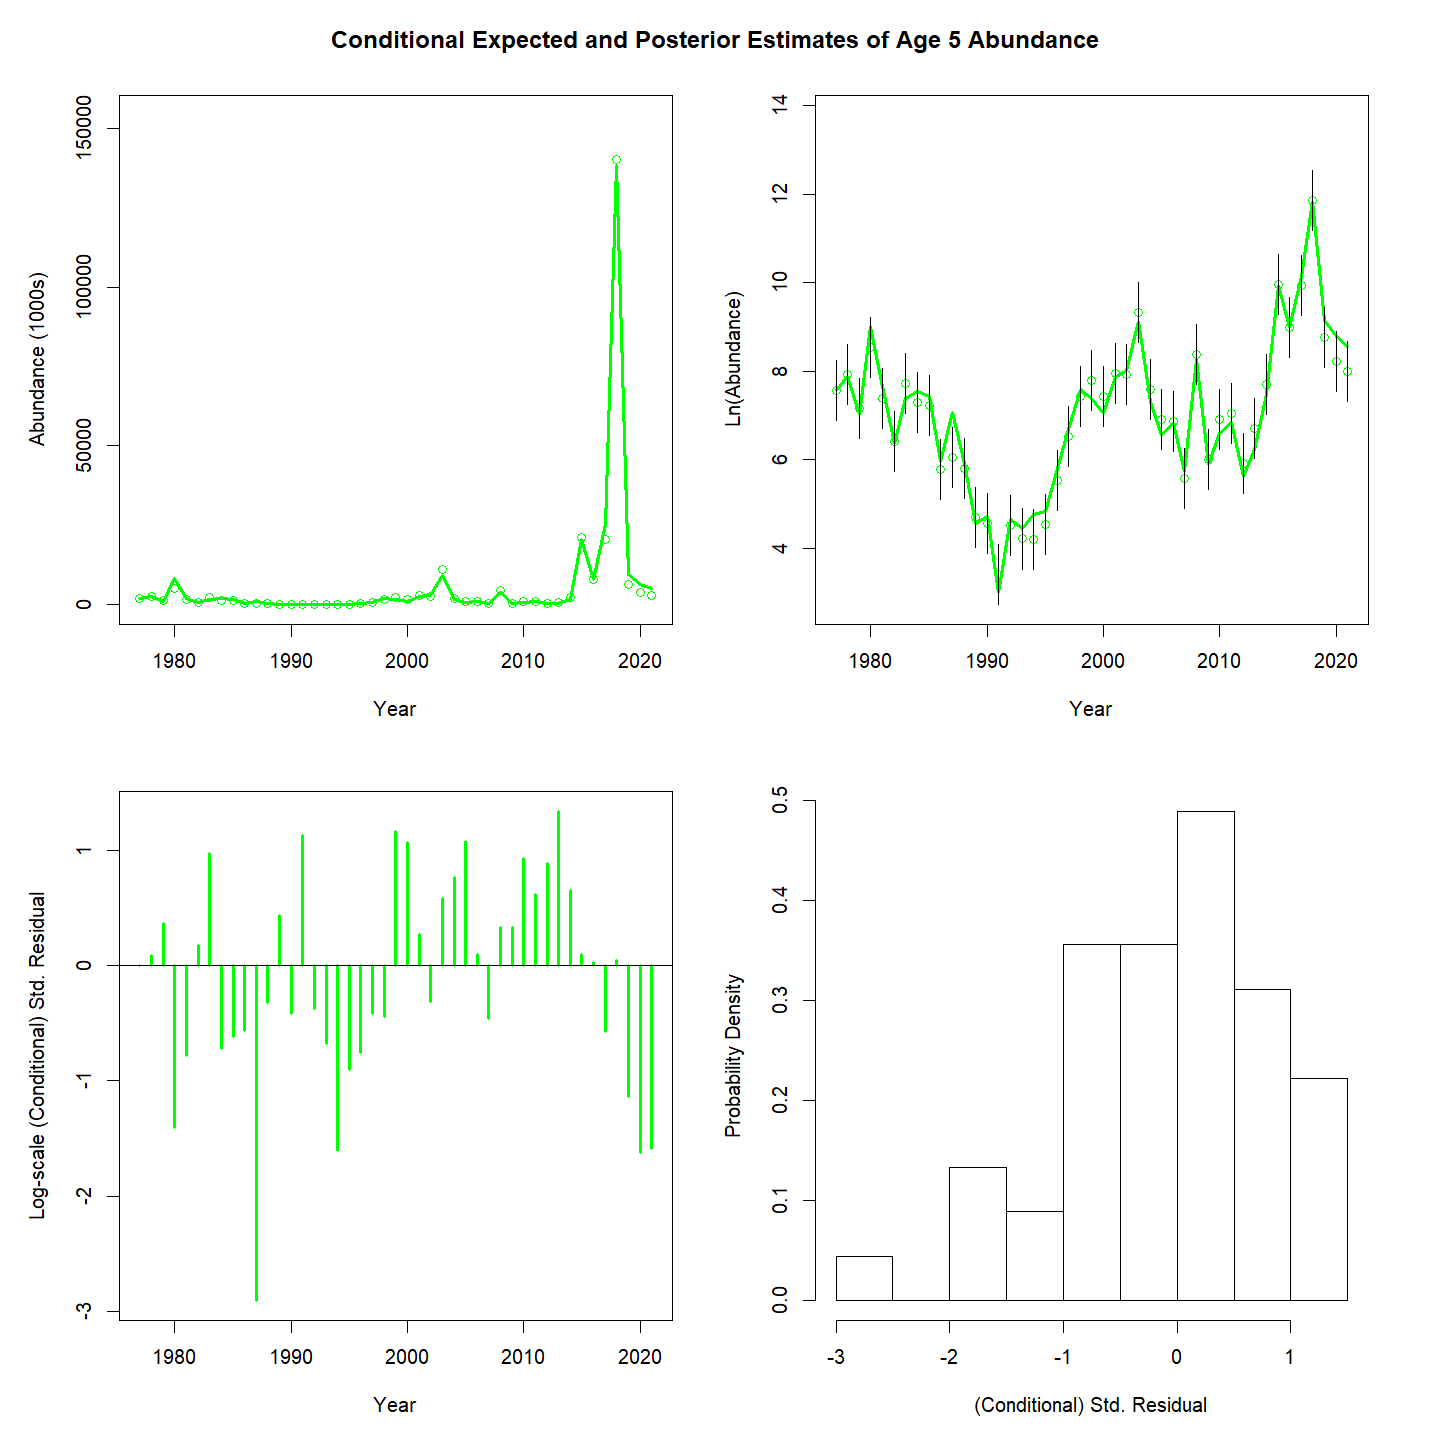 Conditional Expected and Posterior Estimates of Age 5 Abundance
Abundance (1000s)
150000
100000
50000
0
1980 1990 2000 2010 2020
Year
Ln(Abundance)
14
12
10
8
6
4
1980 1990 2000 2010 2020
Year
Log-scale (Conditional) Std. Residual
1
0
-1
-2
-3
1980 1990 2000 2010 2020
Year
Probability Density
0.5
0.4
0.3
0.2
0.1
0.0
-3 -2 -1 0 1
(Conditional) Std. Residual